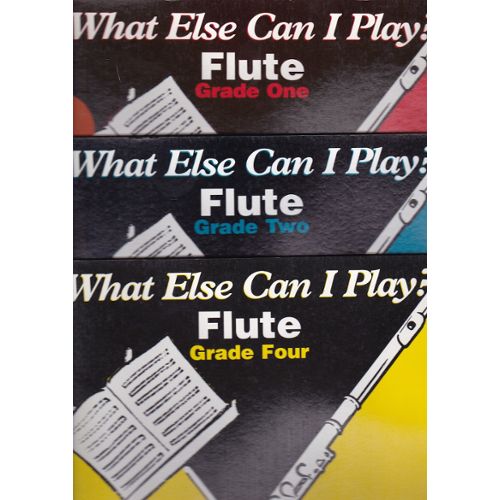 What Else Can I Play?
Flute
Grade One
What Else Can I Play?
Flute
Grade Two
What Else Can I Play?
Flute
Grade Four